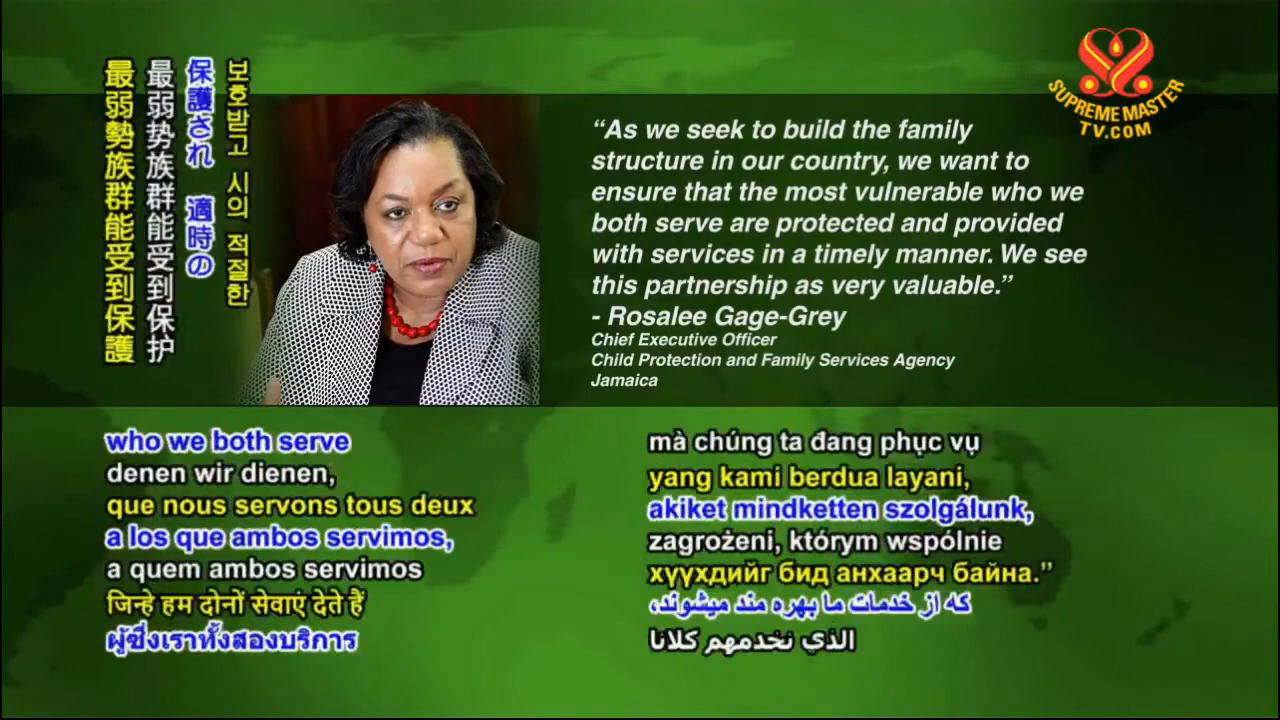 最弱勢族群能受到保護
最弱势族群能受到保护
保護され 適時の
보호받고 시의 적절한
SUPREME MASTER
TV.COM
“As we seek to build the family
structure in our country, we want to
ensure that the most vulnerable who we
both serve are protected and provided
with services in a timely manner. We see
this partnership as very valuable.”
- Rosalee Gage-Grey
Chief Executive Officer
Child Protection and Family Services Agency
Jamaica
who we both serve
denen wir dienen,
que nous servons tous deux
a los que ambos servimos,
a quem ambos servimos
जिन्हे हम दोनों सेवाएं देते हैं
ผู้ซึ่งเราทั้งสองบริการ
mà chúng ta đang phục vụ
yang kami berdua layani,
akiket mindketten szolgálunk,
zagrożeni, którym wspólnie
хүүхдийг бид анхаарч байна.”
که از خدمات ما بهره مند میشوند،
الذي نخدمهم كلانا